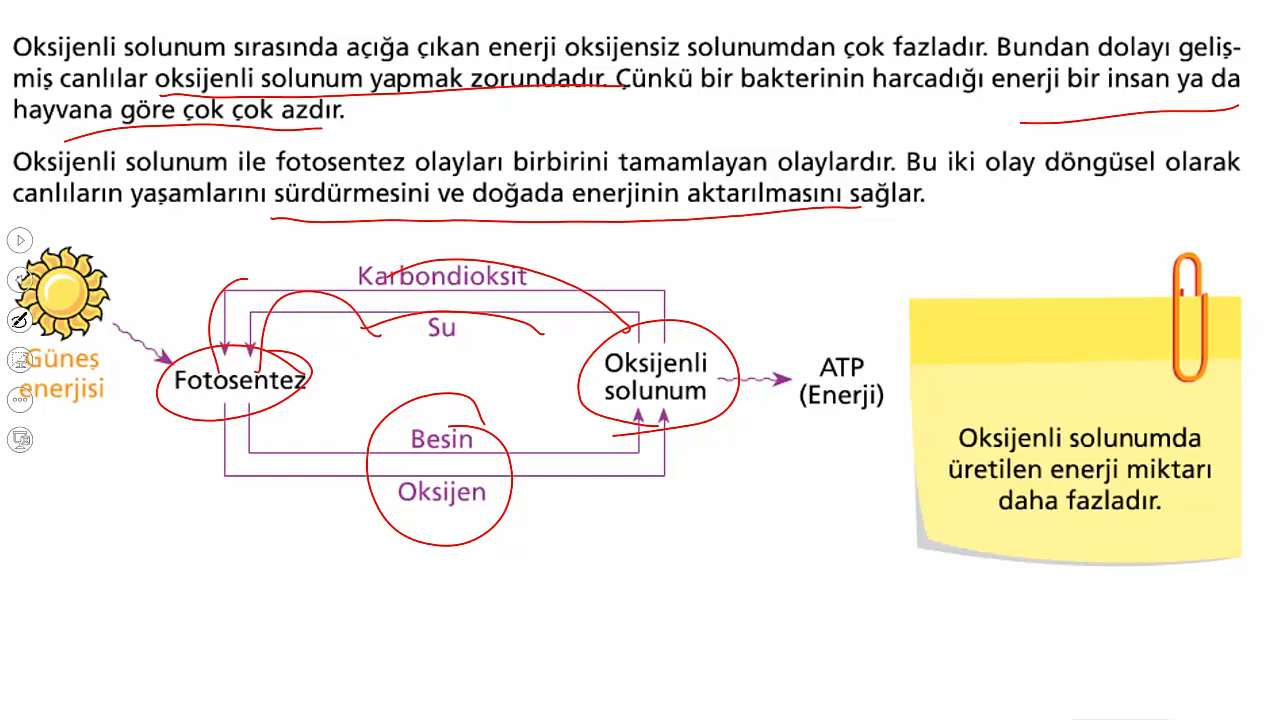 Oksijenli solunum sırasında açığa çıkan enerji oksijensiz solunumdan çok fazladır. Bundan dolayı geliş-
miş canlılar oksijenli solunum yapmak zorundadır. Çünkü bir bakterinin harcadığı enerji bir insan ya da
hayvana göre çok çok azdır.
Oksijenli solunum ile fotosentez olayları birbirini tamamlayan olaylardır. Bu iki olay döngüsel olarak
canlıların yaşamlarını sürdürmesini ve doğada enerjinin aktarılmasını sağlar.
Karbondioksit
Su
Güneş
enerjisi
Fotosentez
Oksijenli
solunum
ATP
(Enerji)
Besin
Oksijen
Oksijenli solunumda
üretilen enerji miktarı
daha fazladır.